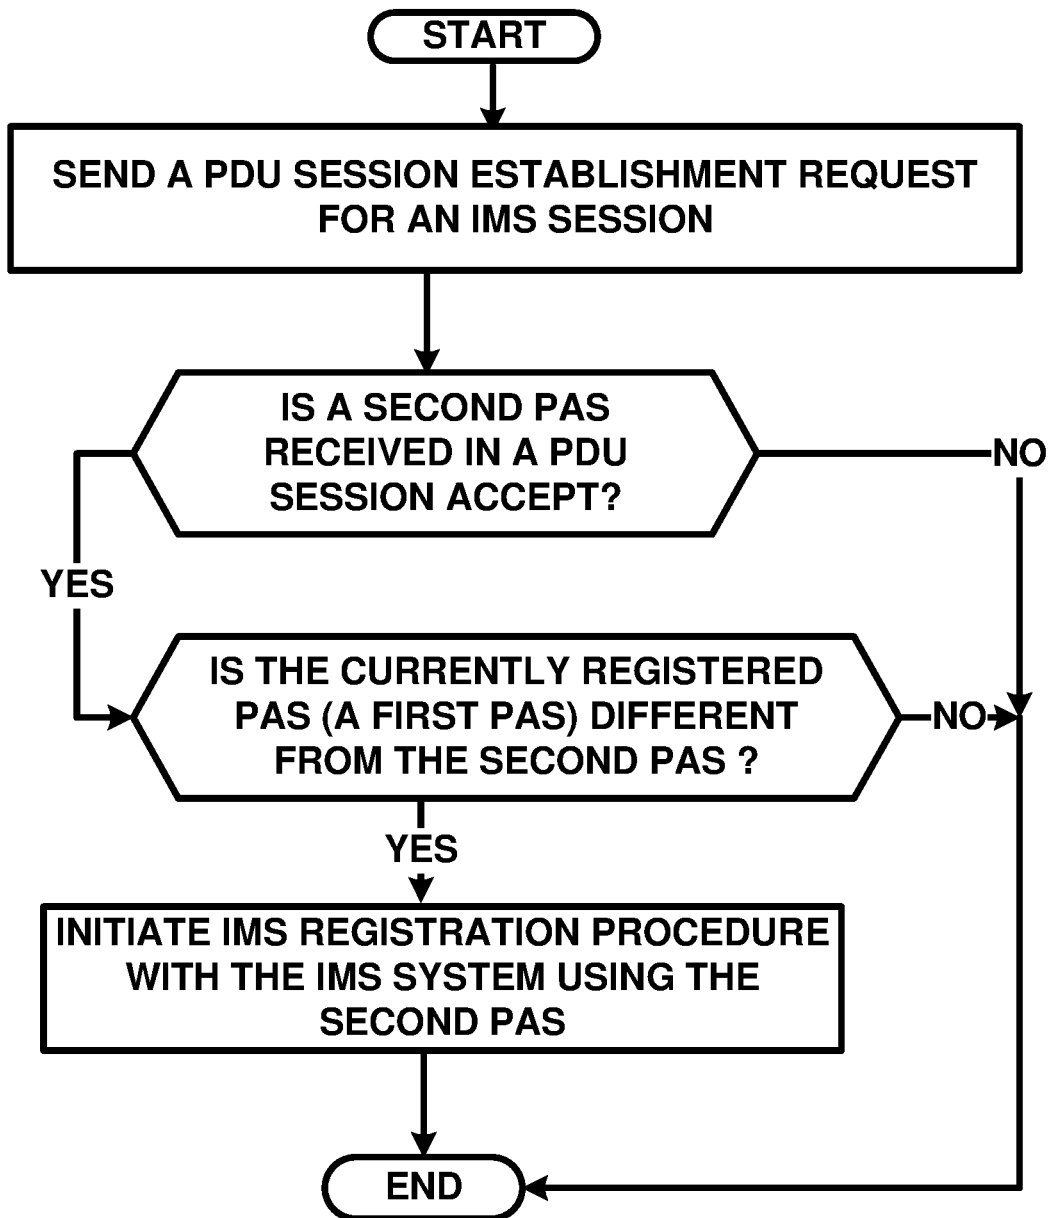 START
SEND A PDU SESSION ESTABLISHMENT REQUEST
FOR AN IMS SESSION
IS A SECOND PAS
RECEIVED IN A PDU
SESSION ACCEPT?
NO
YES
IS THE CURRENTLY REGISTERED
PAS (A FIRST PAS) DIFFERENT
FROM THE SECOND PAS ?
NO
YES
INITIATE IMS REGISTRATION PROCEDURE
WITH THE IMS SYSTEM USING THE
SECOND PAS
END